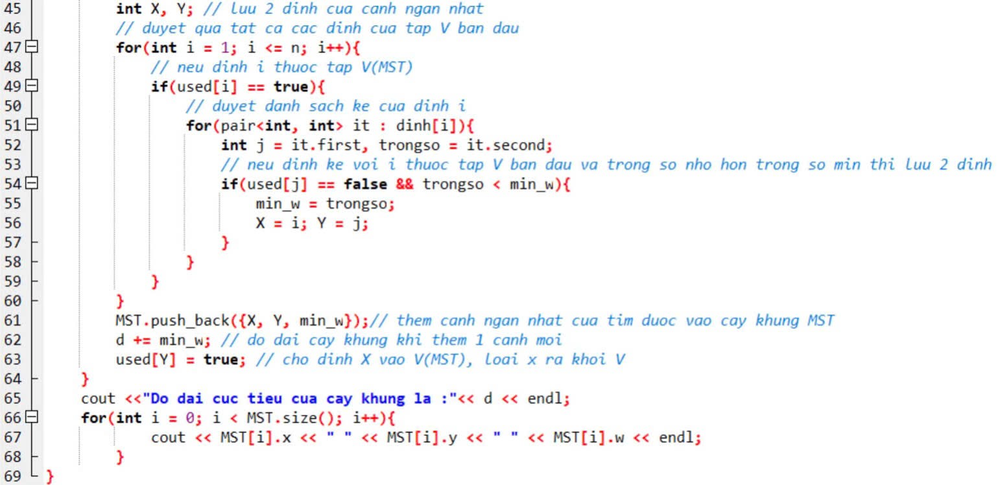 45 int X, Y; // luu 2 dinh cua canh ngan nhat
46 // duyet qua tat ca cac dinh cua tap V ban dau
47 for(int i = 1; i <= n; i++){
48 // neu dinh i thuoc tap V(MST)
49 if(used[i] == true){
50 // duyet danh sach ke cua dinh i
51 for(pair<int, int> it : dinh[i]){
52 int j = it.first, trongso = it.second;
53 // neu dinh ke voi i thuoc tap V ban dau va trong so nho hon trong so min thi luu 2 dinh
54 if(used[j] == false && trongso < min_w){
55 min_w = trongso;
56 X = i; Y = j;
57 }
58 }
59 }
60 }
61 MST.push_back({X, Y, min_w});// them canh ngan nhat cua tim duoc vao cay khung MST
62 d += min_w; // do dai cay khung khi them 1 canh moi
63 used[Y] = true; // cho dinh X vao V(MST), loai x ra khoi V
64 }
65 cout <<"Do dai cuc tieu cua cay khung la :"<< d << endl;
66 for(int i = 0; i < MST.size(); i++){
67 cout << MST[i].x << " " << MST[i].y << " " << MST[i].w << endl;
68 }
69 }